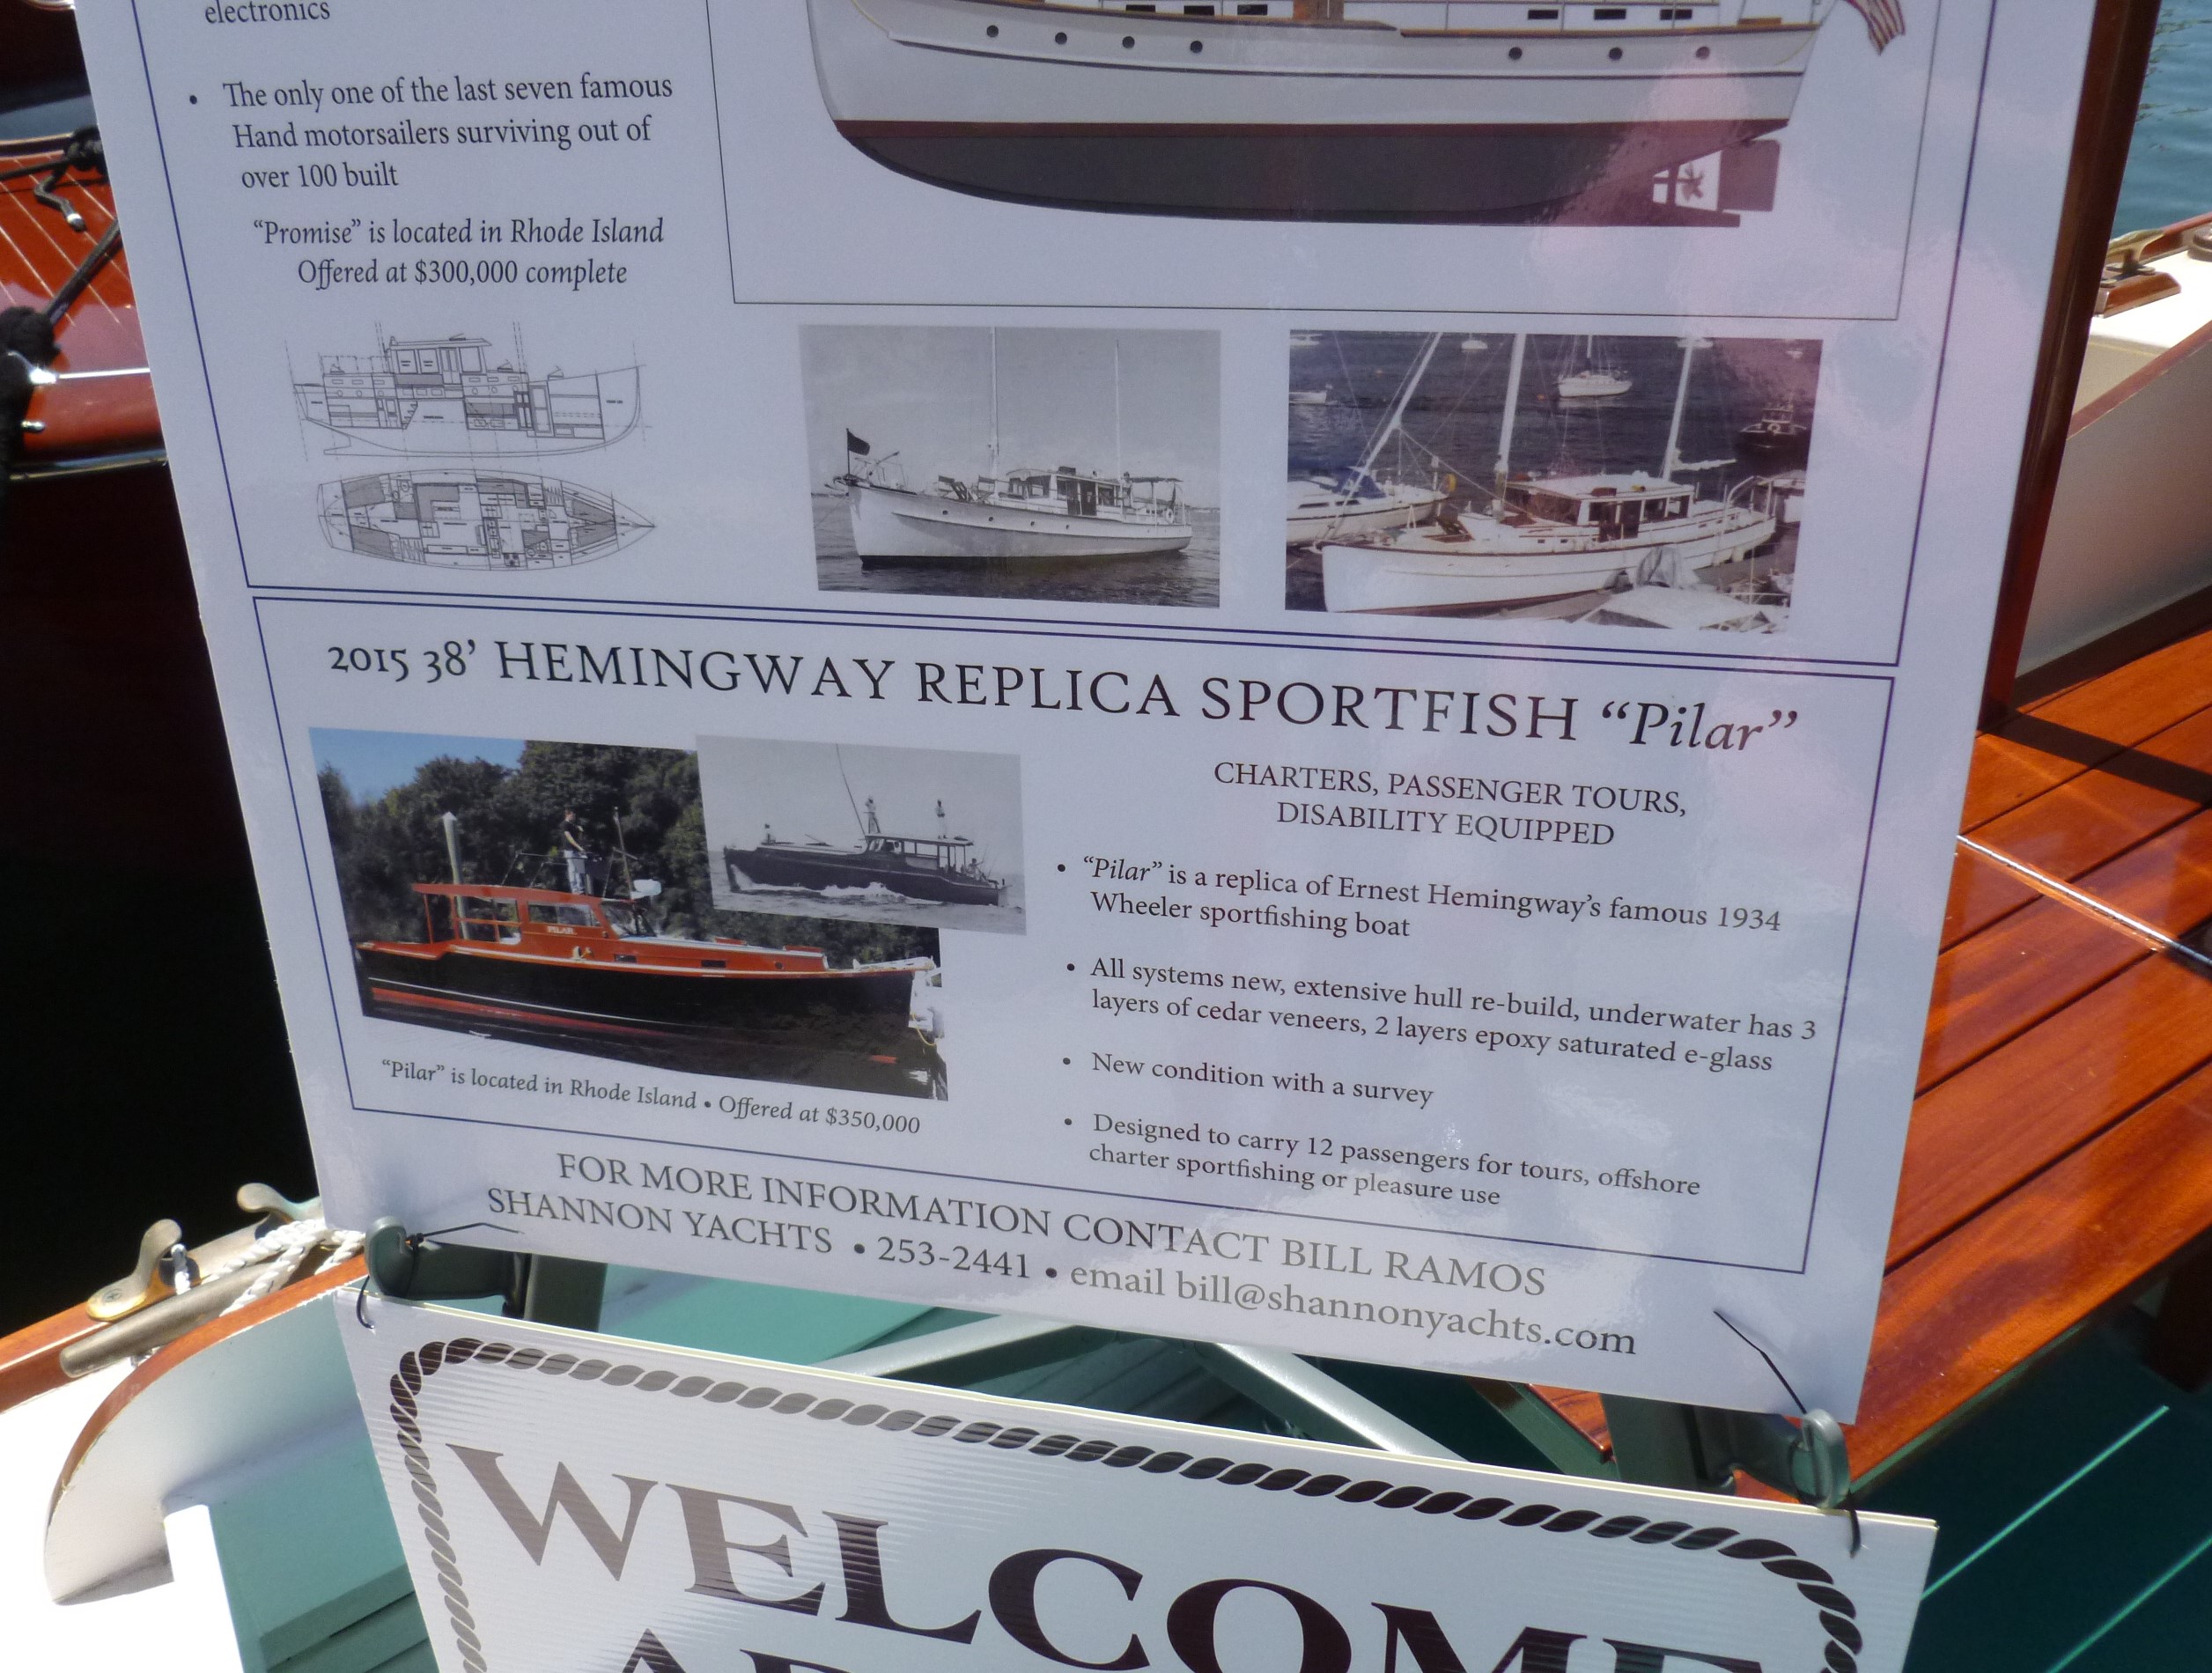 electronics
• The only one of the last seven famous
Hand motorsailers surviving out of
over 100 built
“Promise” is located in Rhode Island
Offered at $300,000 complete
2015 38’ HEMINGWAY REPLICA SPORTFISH “Pilar”
PILAR
CHARTERS, PASSENGER TOURS,
DISABILITY EQUIPPED
• “Pilar” is a replica of Ernest Hemingway’s famous 1934
Wheeler sportfishing boat
• All systems new, extensive hull re-build, underwater has 3
layers of cedar veneers, 2 layers epoxy saturated e-glass
• New condition with a survey
• Designed to carry 12 passengers for tours, offshore
charter sportfishing or pleasure use
“Pilar” is located in Rhode Island • Offered at $350,000
FOR MORE INFORMATION CONTACT BILL RAMOS
SHANNON YACHTS • 253-2441 • email bill@shannonyachts.com
WELCOME